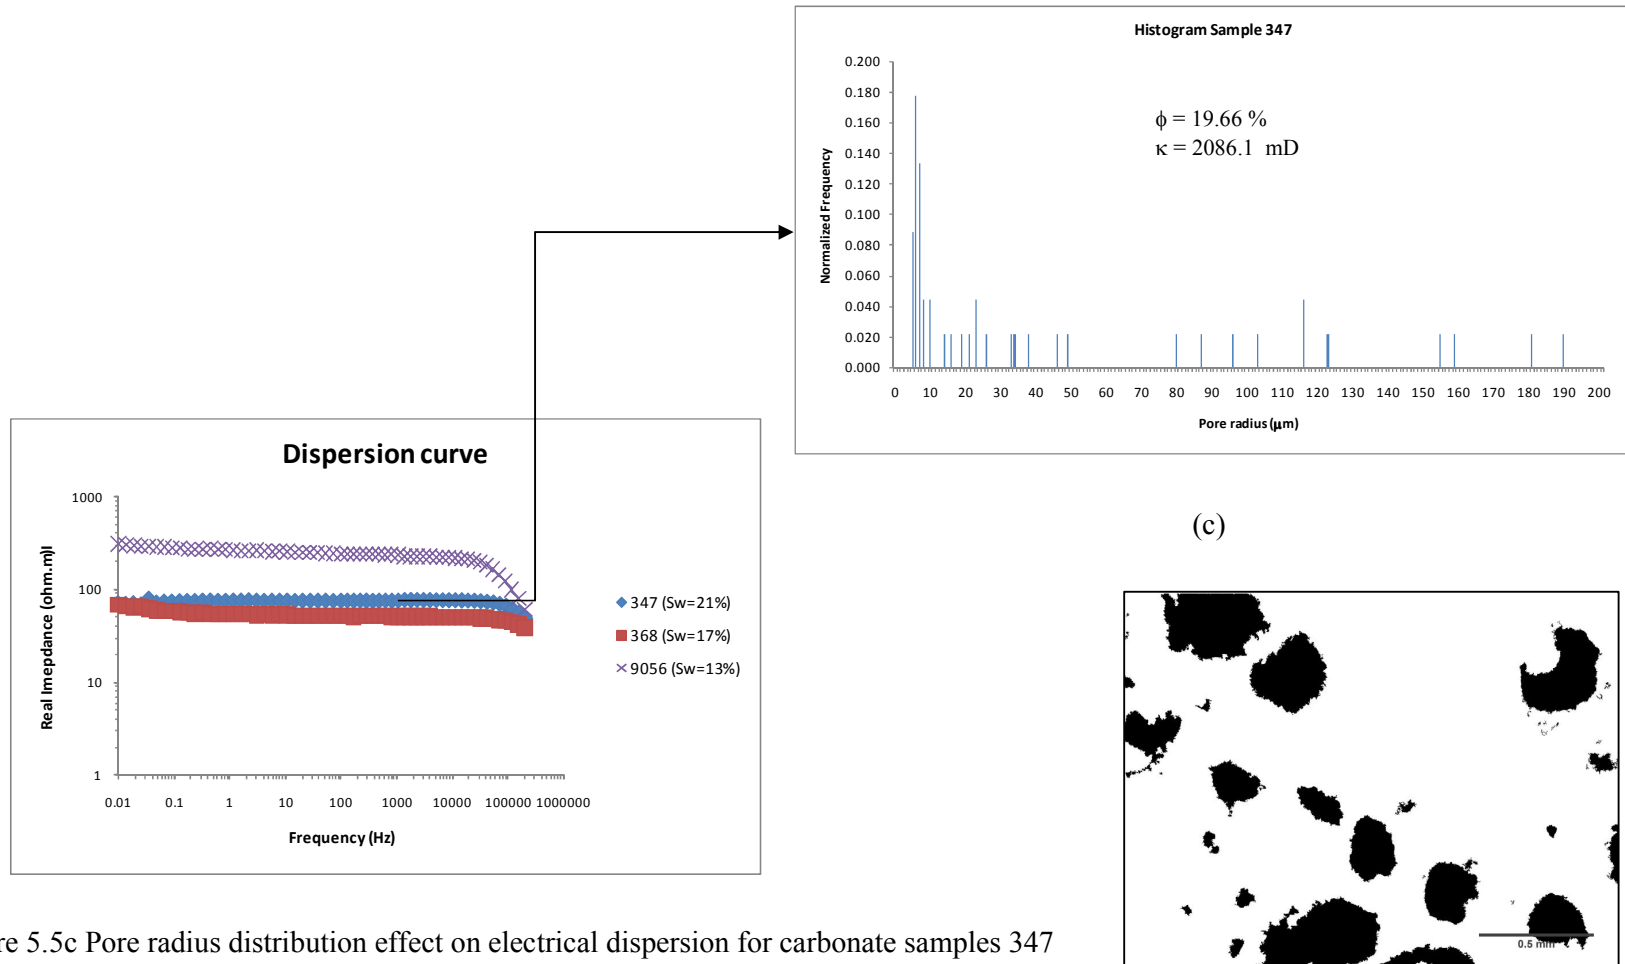 Histogram Sample 347
0.200
0.180
0.160
0.140
0.120
0.100
0.080
0.060
0.040
0.020
0.000
Normalized Frequency
ϕ = 19.66 %
κ = 2086.1 mD
0 10 20 30 40 50 60 70 80 90 100 110 120 130 140 150 160 170 180 190 200
Pore radius (μm)
Dispersion curve
1000
100
10
1
Real Imepdance (ohm.m)l
0.01 0.1 1 10 100 1000 10000 100000 1000000
Frequency (Hz)
347 (Sw=21%)
368 (Sw=17%)
9056 (Sw=13%)
(c)
0.5 mm
re 5.5c Pore radius distribution effect on electrical dispersion for carbonate samples 347